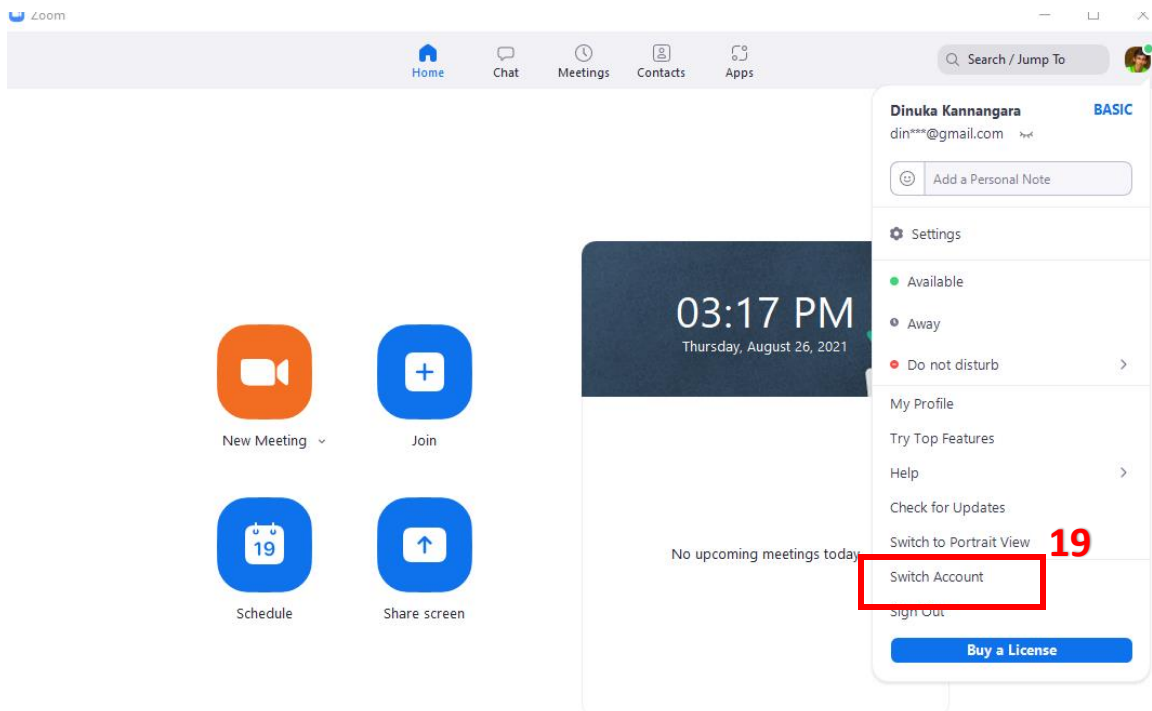 Zoom
Home
Chat
Meetings
Contacts
Apps
Search / Jump To
Dinuka Kannangara
BASIC
din***@gmail.com
Add a Personal Note
Settings
Available
Away
Do not disturb
My Profile
Try Top Features
Help
Check for Updates
Switch to Portrait View
19
Switch Account
Sign Out
Buy a License
03:17 PM
Thursday, August 26, 2021
No upcoming meetings today
New Meeting
Join
19
Schedule
Share screen